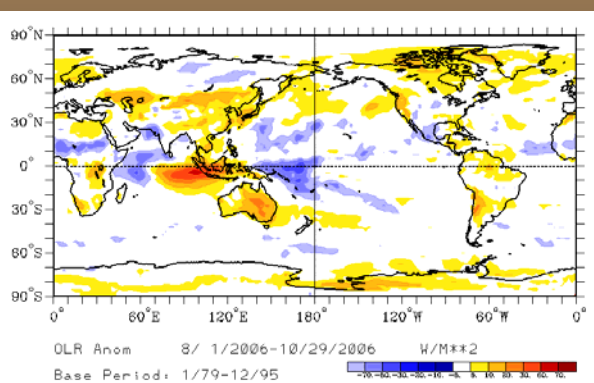 90°N
60°N
30°N
0°
30°S
60°S
90°S
0° 60°E 120°E 180° 120°W 60°W 0°
OLR Anom 8/ 1/2006-10/29/2006 W/M**2
Base Period: 1/79-12/95